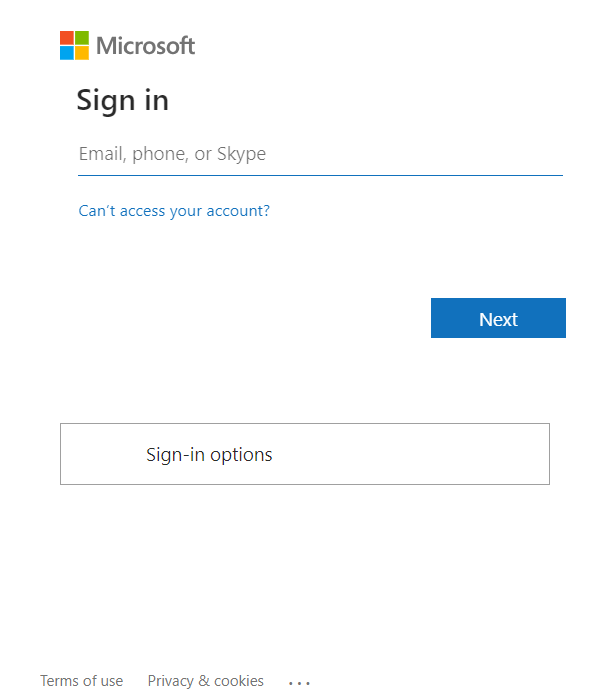 Microsoft
Sign in
Email, phone, or Skype
Can't access your account?
Next
Sign-in options
Terms of use Privacy & cookies ...